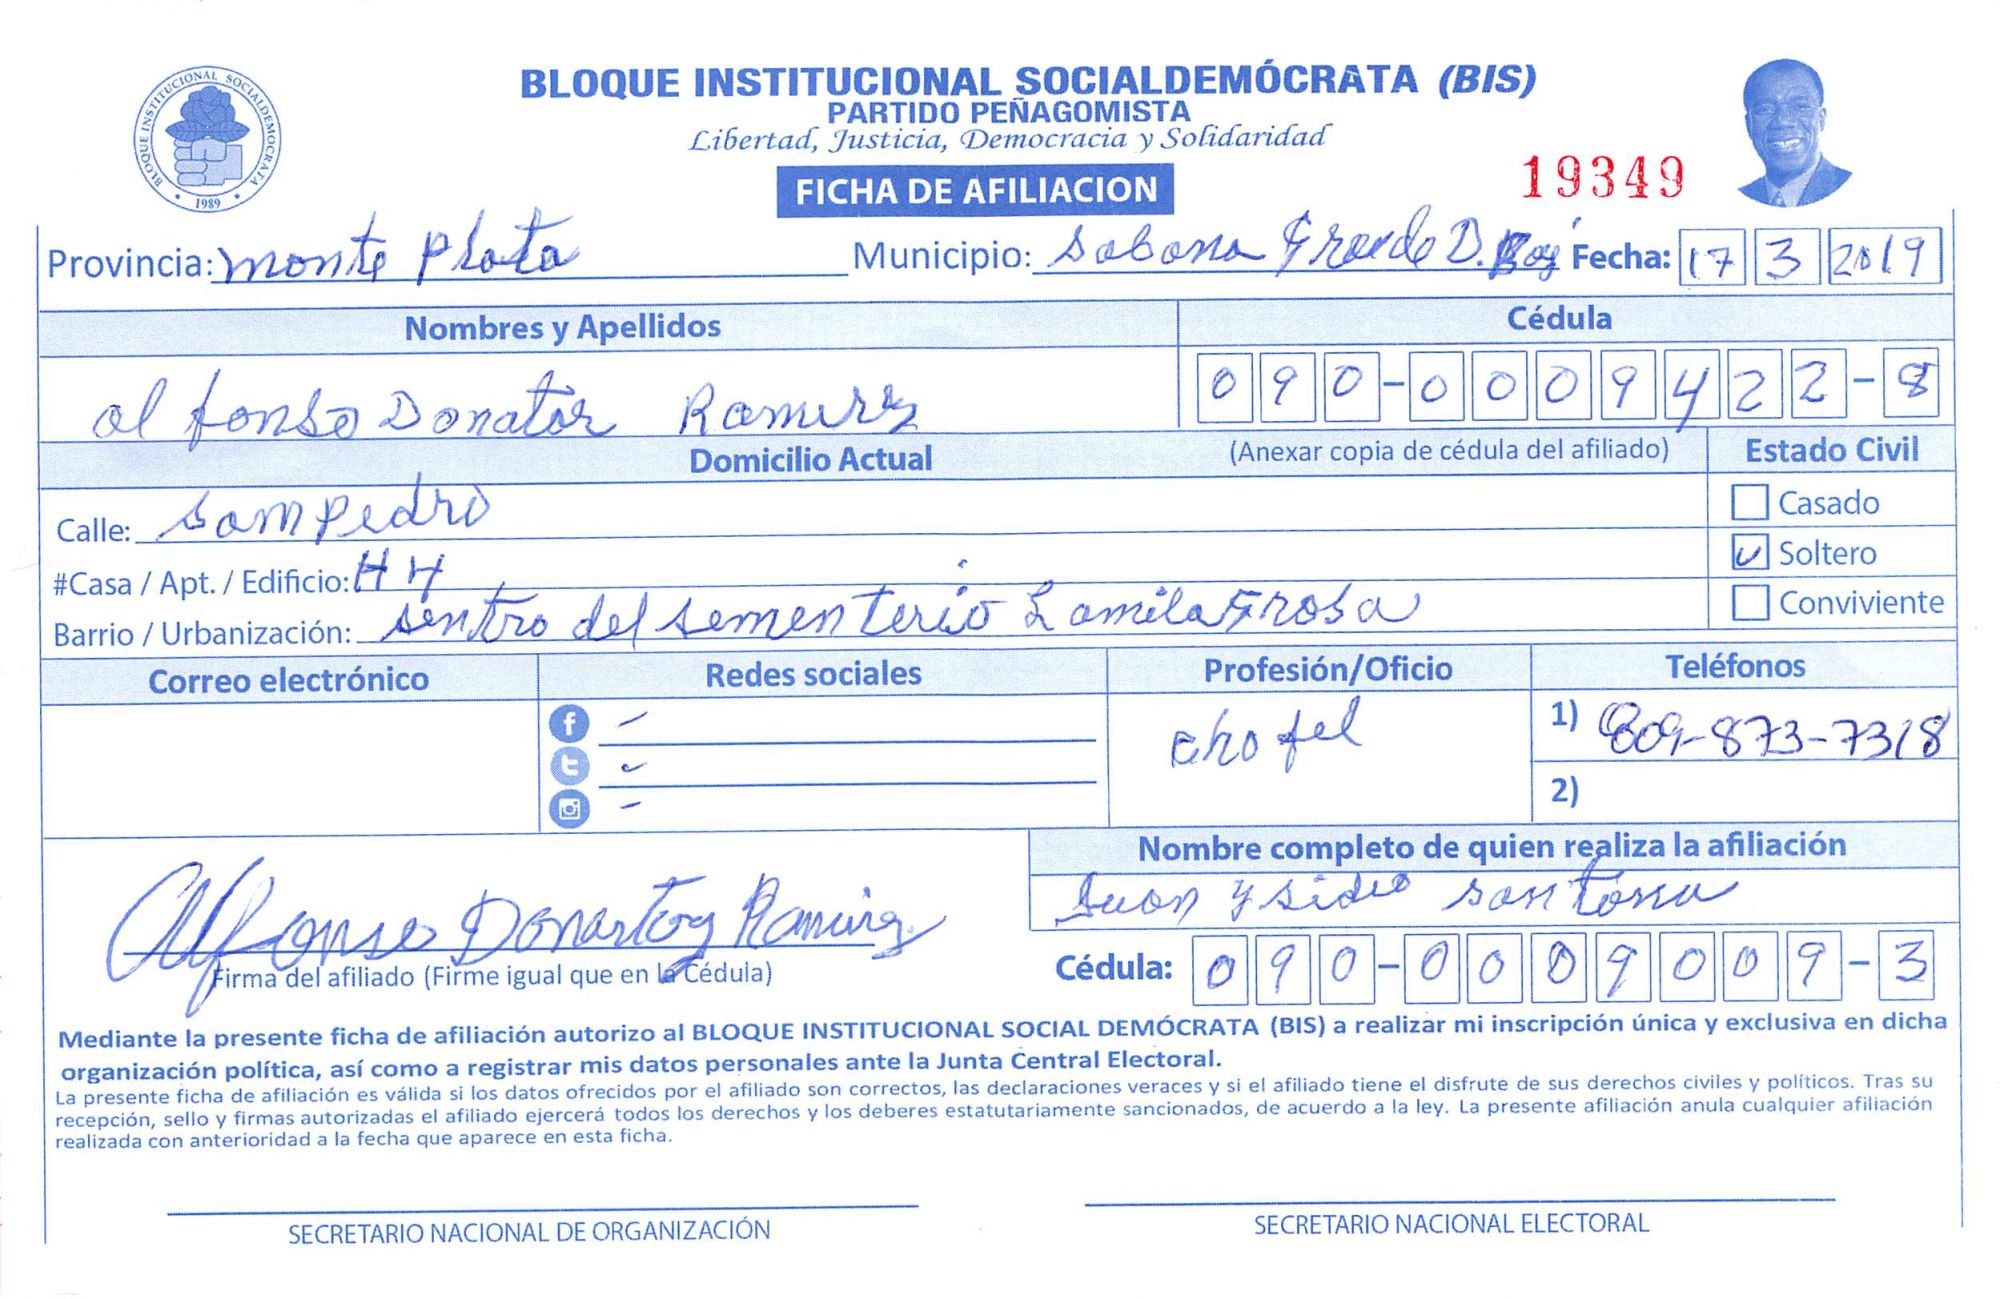 BLOQUE INSTITUCIONAL SOCIALDEMÓCRATA (BIS)
PARTIDO PEÑAGOMISTA
Libertad, Justicia, Democracia y Solidaridad
FICHA DE AFILIACION
19349
BLOQUE INSTITUCIONAL SOCIALDEMOCRATA
1989
Provincia: monte Plata Municipio: Sabana Grande D. Fecha: 17 3 2019
Nombres y Apellidos Cédula
al fonso Donator Ramirez 090-0009422-8
Domicilio Actual (Anexar copia de cédula del afiliado) Estado Civil
Calle: sampedro Casado
#Casa / Apt. / Edificio: H4 Soltero
Barrio / Urbanización: sentro del sementerio Conviviente
Correo electrónico Redes sociales Profesión/Oficio Teléfonos
chofel 1) 809-873-7318
2)
Nombre completo de quien realiza la afiliación
Juan Ysidro santana
Alfonso Donastog Ramirez
Firma del afiliado (Firme igual que en la Cédula) Cédula: 090-0009009-3
Mediante la presente ficha de afiliación autorizo al BLOQUE INSTITUCIONAL SOCIAL DEMÓCRATA (BIS) a realizar mi inscripción única y exclusiva en dicha
organización política, así como a registrar mis datos personales ante la Junta Central Electoral.
La presente ficha de afiliación es válida si los datos ofrecidos por el afiliado son correctos, las declaraciones veraces y si el afiliado tiene el disfrute de sus derechos civiles y políticos. Tras su
recepción, sello y firmas autorizadas el afiliado ejercerá todos los derechos y los deberes estatutariamente sancionados, de acuerdo a la ley. La presente afiliación anula cualquier afiliación
realizada con anterioridad a la fecha que aparece en esta ficha.
SECRETARIO NACIONAL DE ORGANIZACIÓN SECRETARIO NACIONAL ELECTORAL